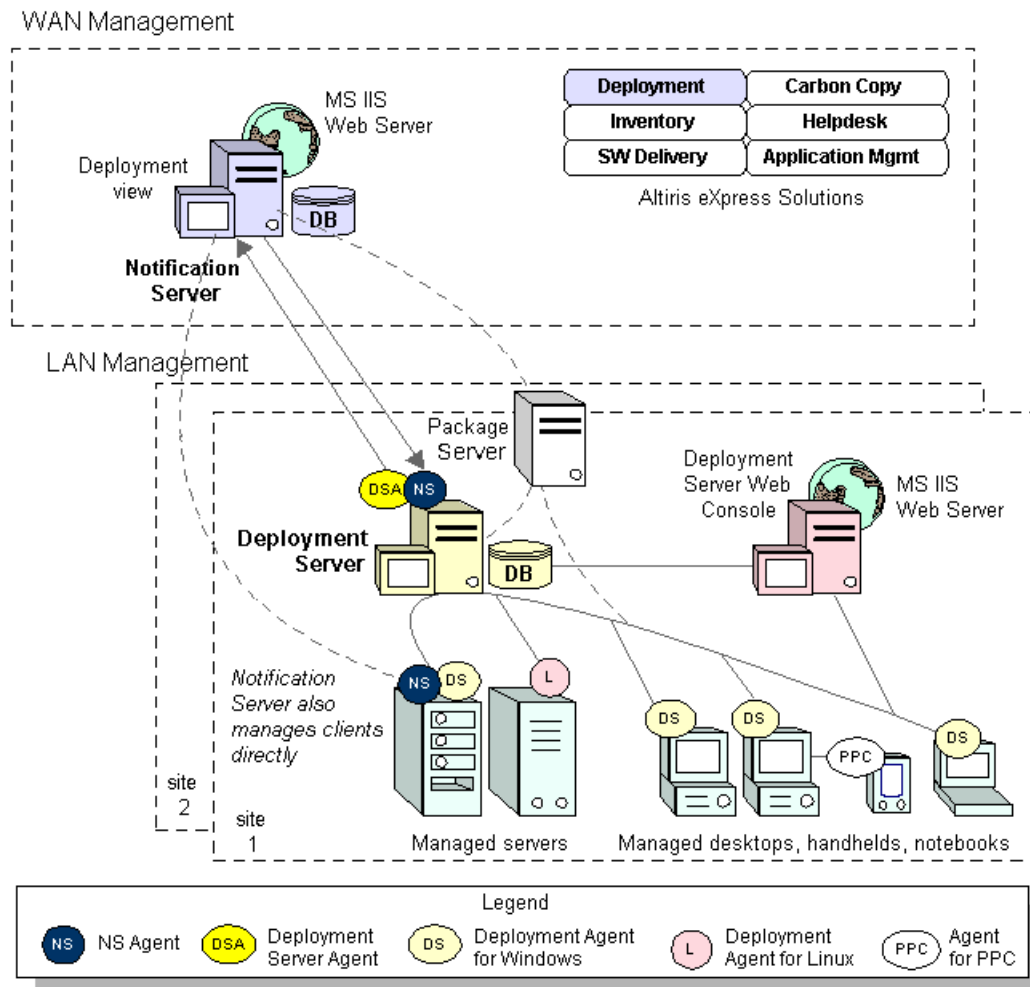 WAN Management
MS IIS
Web Server
Deployment
view
DB
Notification
Server
Deployment
Carbon Copy
Inventory
Helpdesk
SW Delivery
Application Mgmt
Altiris eXpress Solutions
LAN Management
Package
Server
DSA
NS
Deployment
Server
DB
Deployment
Server Web
Console
MS IIS
Web Server
Notification
Server also
manages clients
directly
NS
DS
L
DS
DS
PPC
DS
site
2
site
1
Managed servers
Managed desktops, handhelds, notebooks
Legend
NS
NS Agent
DSA
Deployment
Server Agent
DS
Deployment Agent
for Windows
L
Deployment
Agent for Linux
PPC
Agent
for PPC